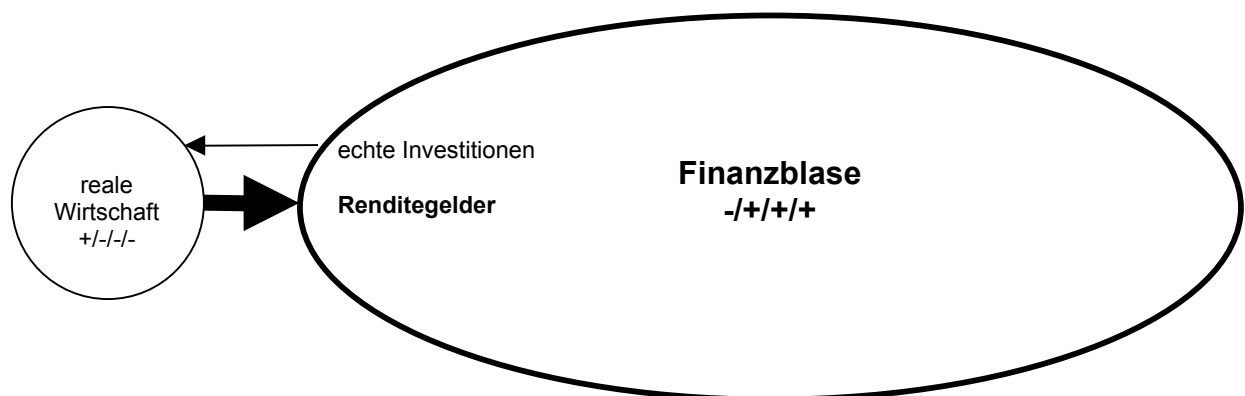 echte Investitionen
Finanzblase
-/+/+/+
reale
Wirtschaft
+/-/-/-
Renditegelder